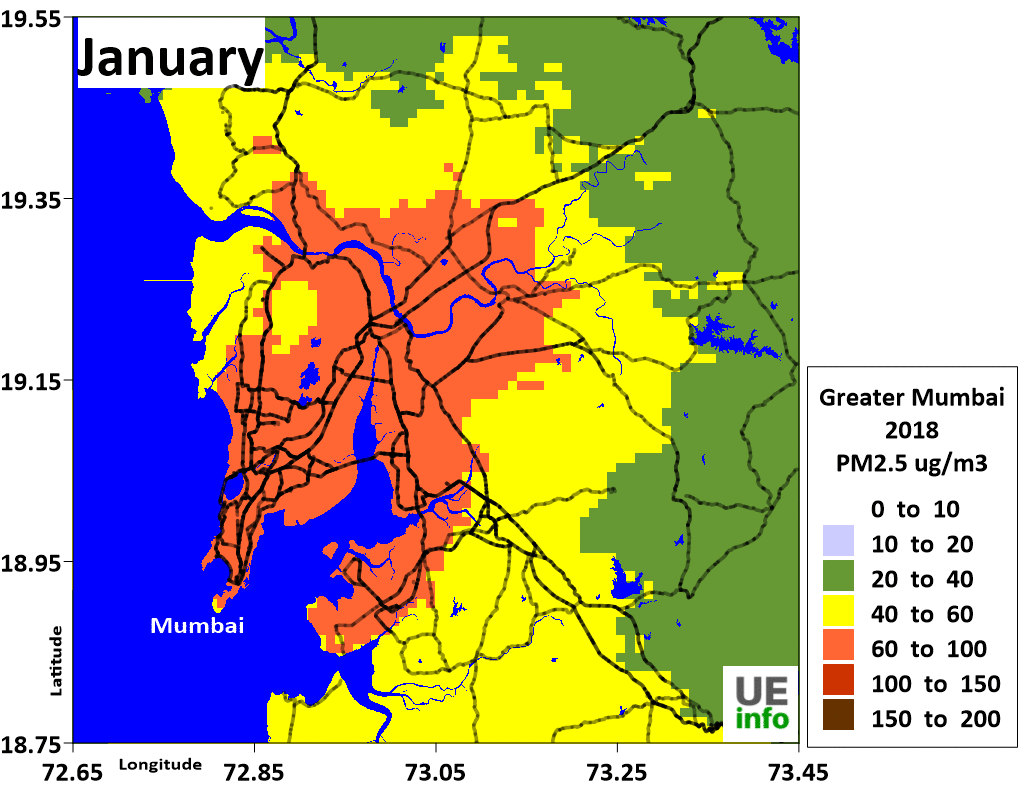 January
19.55
19.35
19.15
18.95
18.75
Latitude
Mumbai
72.65
72.85
73.05
73.25
73.45
Longitude
UE
info
Greater Mumbai
2018
PM2.5 ug/m3
0 to 10
10 to 20
20 to 40
40 to 60
60 to 100
100 to 150
150 to 200